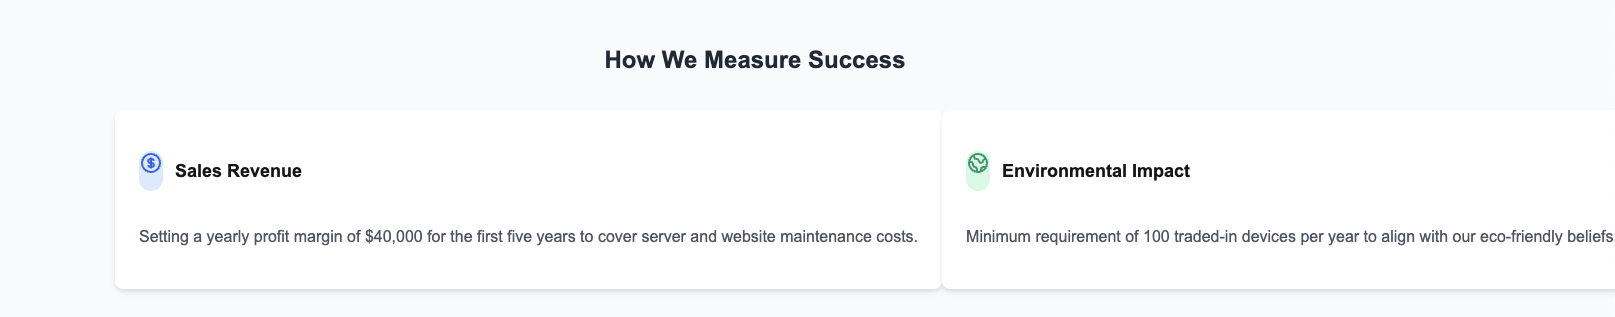 How We Measure Success
$ Sales Revenue
Environmental Impact
Setting a yearly profit margin of $40,000 for the first five years to cover server and website maintenance costs.
Minimum requirement of 100 traded-in devices per year to align with our eco-friendly beliefs